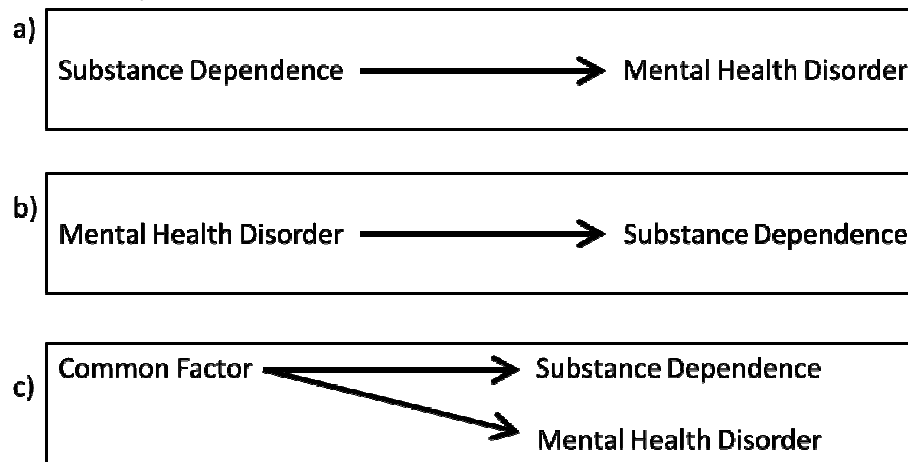 a)
Substance Dependence Mental Health Disorder
b)
Mental Health Disorder Substance Dependence
c)
Common Factor Substance Dependence
Mental Health Disorder